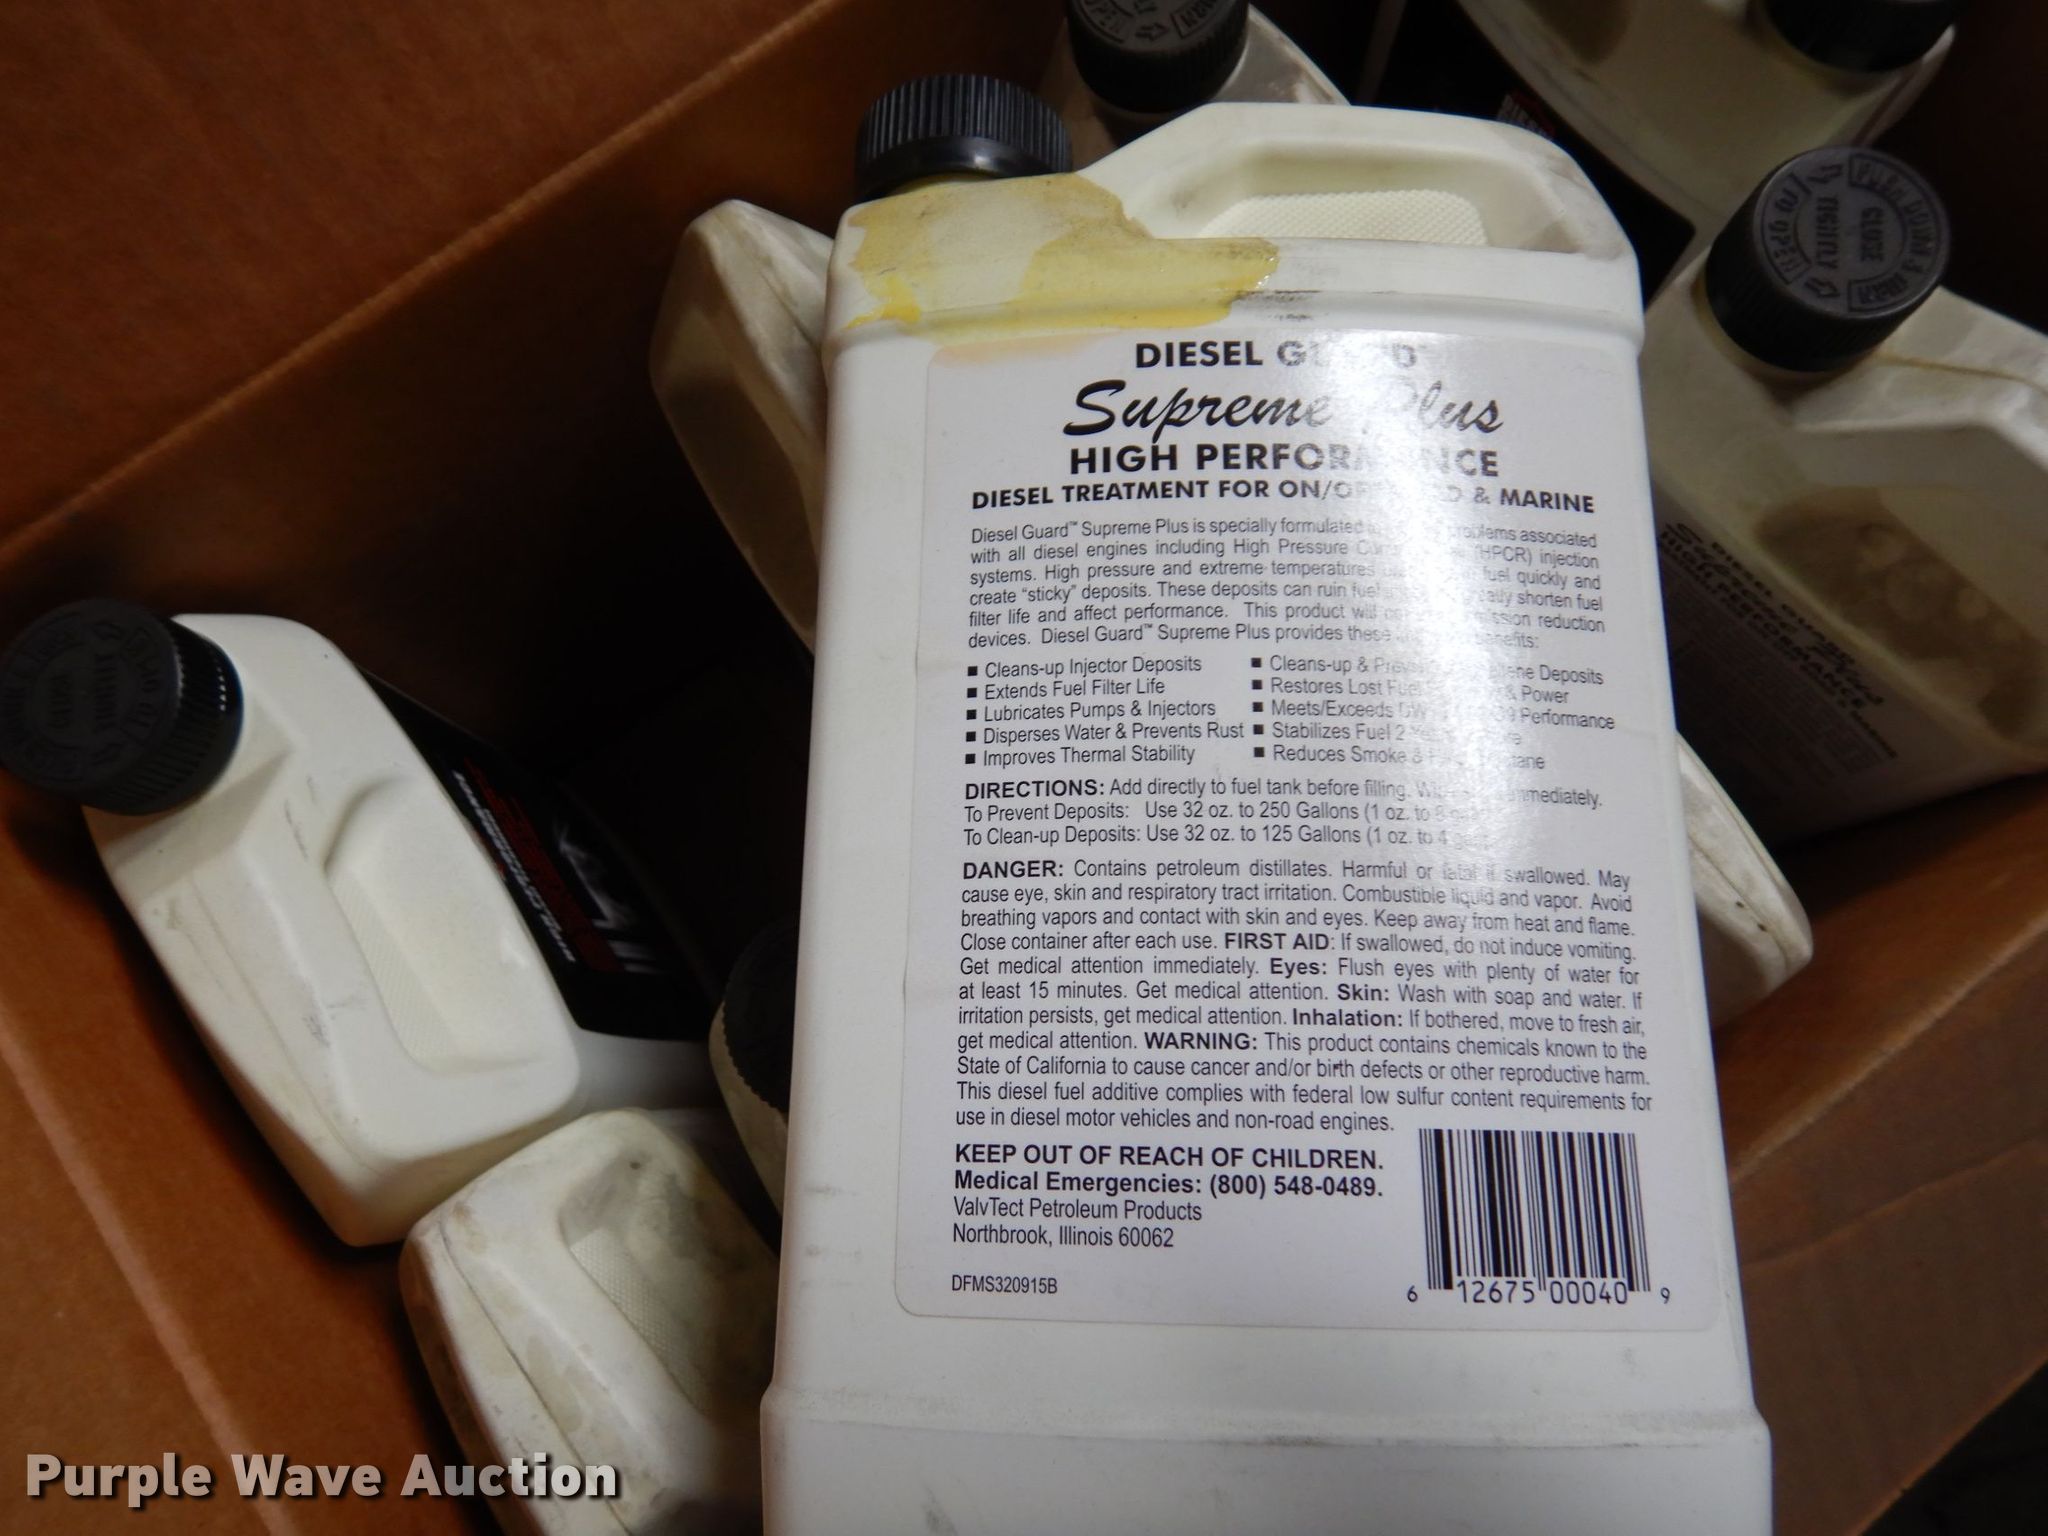 DIESEL
Supreme Plus
HIGH PERFORMANCE
DIESEL TREATMENT FOR & MARINE
Diesel Guard™ Supreme Plus is specially formulated problems associated
with all diesel engines including High Pressure (HPCR) injection
systems. High pressure and extreme temperatures fuel quickly and
create "sticky" deposits. These deposits can ruin shorten fuel
filter life and affect performance. This product will reduction
devices. Diesel Guard™ Supreme Plus provides these benefits:
■ Cleans-up Injector Deposits
■ Extends Fuel Filter Life
■ Lubricates Pumps & Injectors
■ Disperses Water & Prevents Rust
■ Improves Thermal Stability
■ Cleans-up & Deposits
■ Restores Lost Fuel & Power
■ Meets/Exceeds Performance
■ Stabilizes Fuel 2
■ Reduces Smoke &
DIRECTIONS: Add directly to fuel tank before filling. immediately.
To Prevent Deposits: Use 32 oz. to 250 Gallons (1 oz. to
To Clean-up Deposits: Use 32 oz. to 125 Gallons (1 oz. to 4
DANGER: Contains petroleum distillates. Harmful or fatal if swallowed. May
cause eye, skin and respiratory tract irritation. Combustible liquid and vapor. Avoid
breathing vapors and contact with skin and eyes. Keep away from heat and flame.
Close container after each use. FIRST AID: If swallowed, do not induce vomiting.
Get medical attention immediately. Eyes: Flush eyes with plenty of water for
at least 15 minutes. Get medical attention. Skin: Wash with soap and water. If
irritation persists, get medical attention. Inhalation: If bothered, move to fresh air,
get medical attention. WARNING: This product contains chemicals known to the
State of California to cause cancer and/or birth defects or other reproductive harm.
This diesel fuel additive complies with federal low sulfur content requirements for
use in diesel motor vehicles and non-road engines.
KEEP OUT OF REACH OF CHILDREN.
Medical Emergencies: (800) 548-0489.
ValvTect Petroleum Products
Northbrook, Illinois 60062
DFMS320915B
6 12675 00040 9
CLOSE
TIGHTLY
Purple Wave Auction